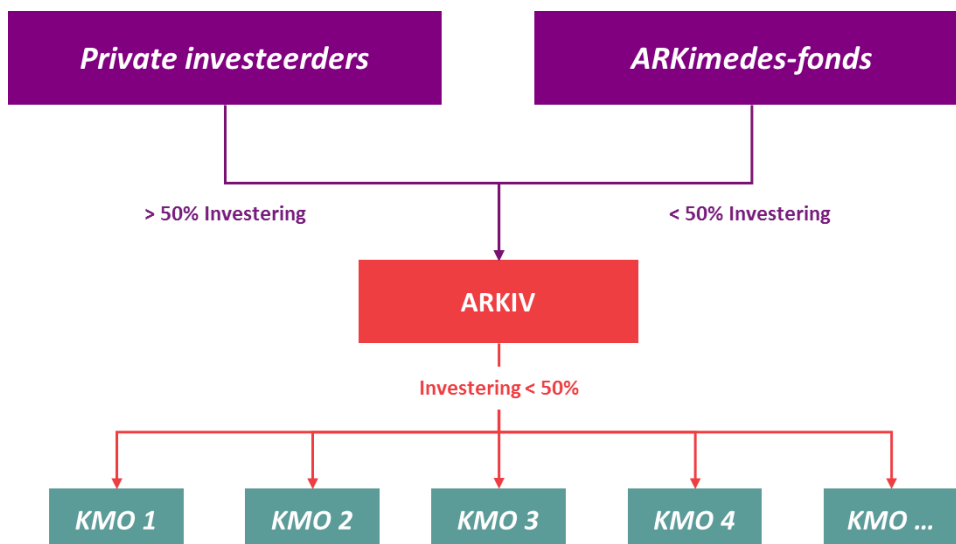 Private investeerders
ARKimedes-fonds
> 50% Investering
< 50% Investering
ARKIV
Investering < 50%
KMO 1
KMO 2
KMO 3
KMO 4
KMO ...